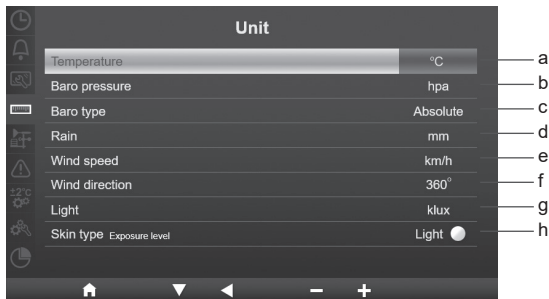 Unit
Temperature °C a
Baro pressure hpa b
Baro type Absolute c
Rain mm d
Wind speed km/h e
Wind direction 360° f
Light klux g
Skin type Exposure level Light h
±2°C